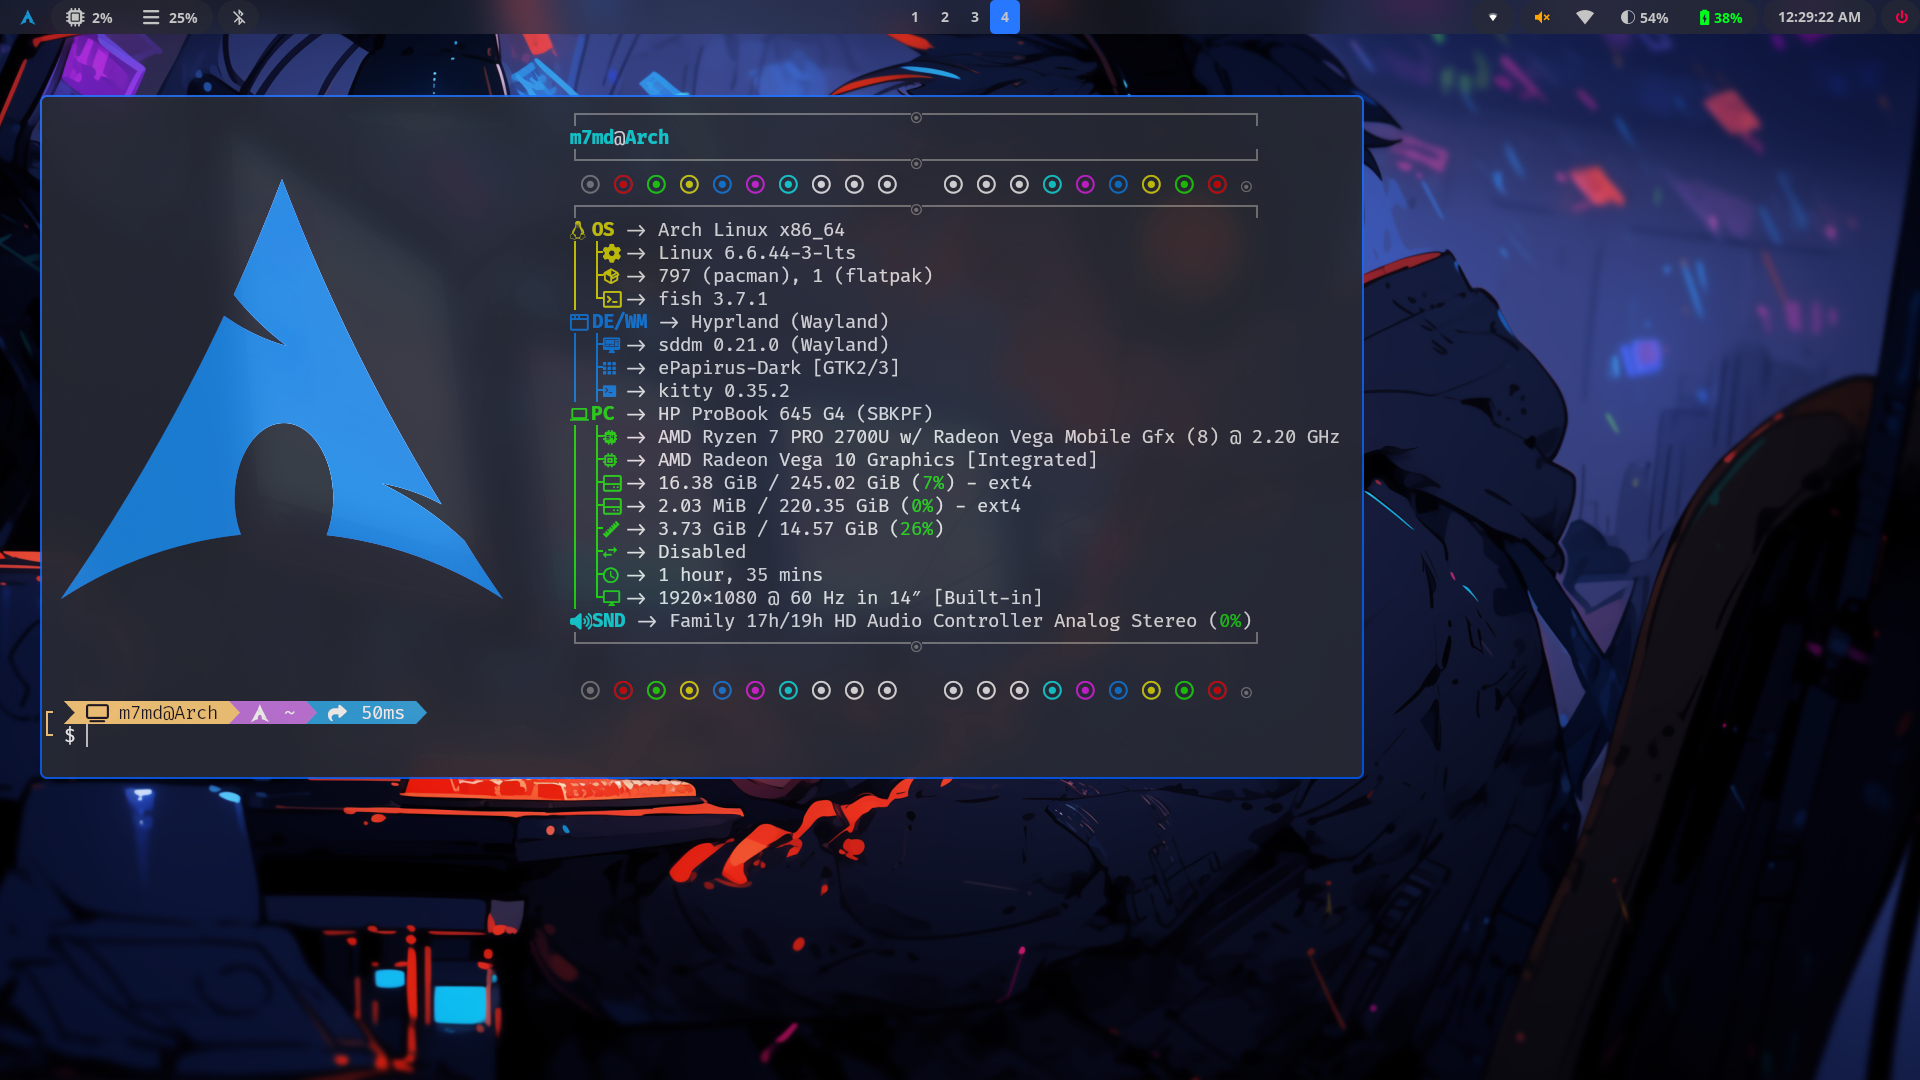 2% 25% 1 2 3 4 54% 38% 12:29:22 AM
m7md@Arch
OS → Arch Linux x86_64
→ Linux 6.6.44-3-lts
→ 797 (pacman), 1 (flatpak)
→ fish 3.7.1
DE/WM → Hyprland (Wayland)
→ sddm 0.21.0 (Wayland)
→ ePapirus-Dark [GTK2/3]
→ kitty 0.35.2
PC → HP ProBook 645 G4 (SBKPF)
→ AMD Ryzen 7 PRO 2700U w/ Radeon Vega Mobile Gfx (8) @ 2.20 GHz
→ AMD Radeon Vega 10 Graphics [Integrated]
→ 16.38 GiB / 245.02 GiB (7%) - ext4
→ 2.03 MiB / 220.35 GiB (0%) - ext4
→ 3.73 GiB / 14.57 GiB (26%)
→ Disabled
→ 1 hour, 35 mins
→ 1920×1080 @ 60 Hz in 14″ [Built-in]
SND → Family 17h/19h HD Audio Controller Analog Stereo (0%)
m7md@Arch ~ 50ms
$